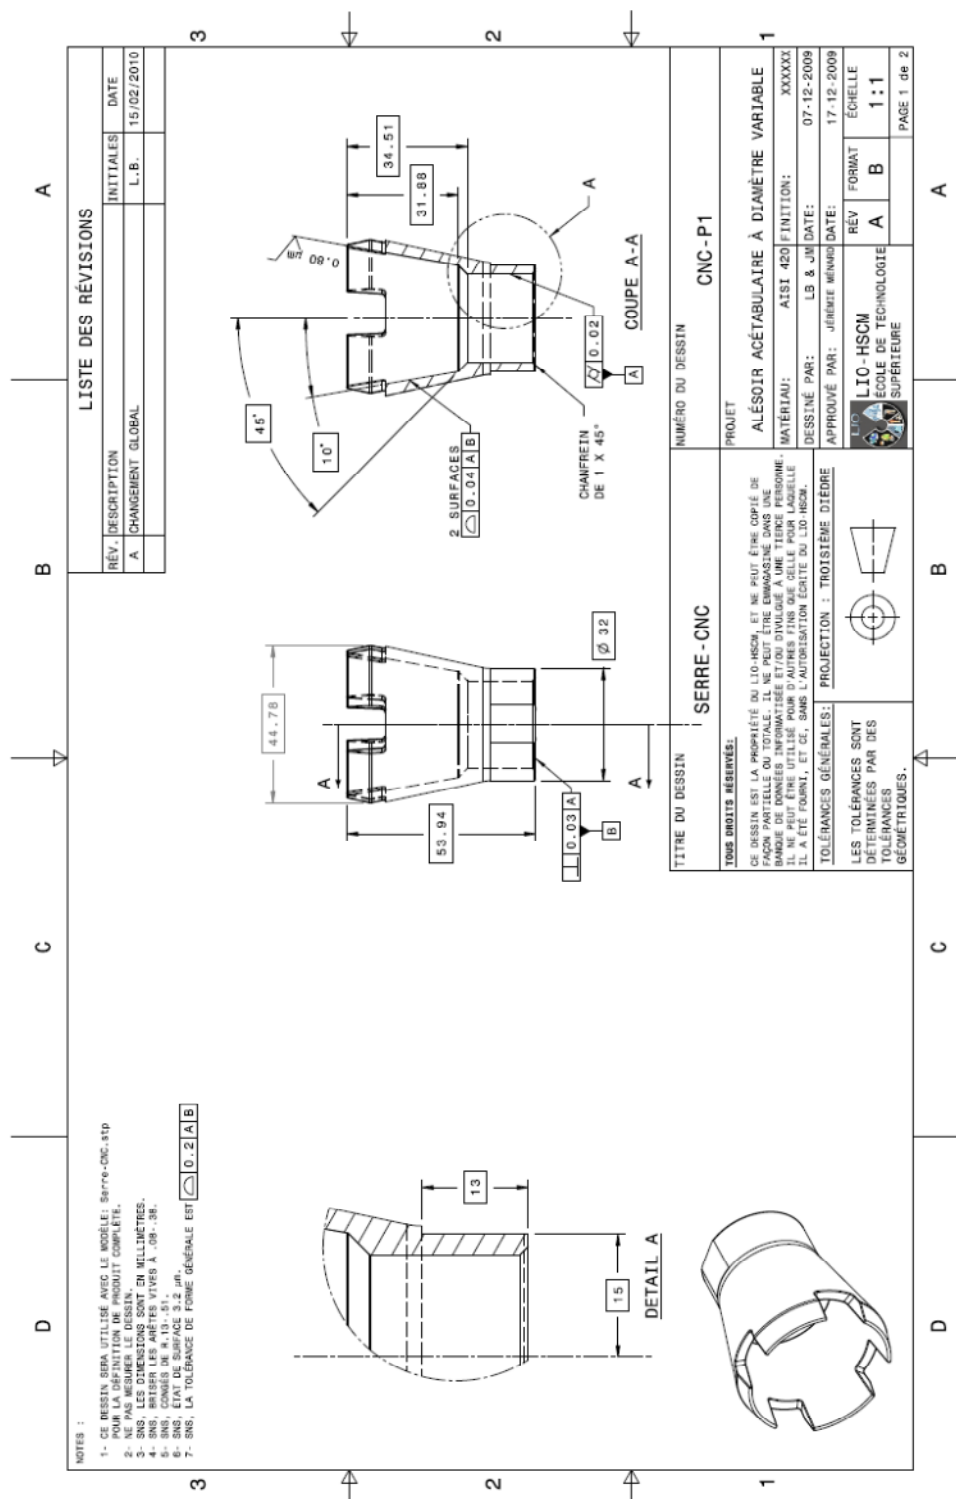 NOTES :
1- CE DESSIN SERA UTILISÉ AVEC LE MODÈLE: Serre-CNC.stp
POUR LA DÉFINITION DE PRODUIT COMPLÈTE.
2- NE PAS MESURER LE DESSIN.
3- SNS, LES DIMENSIONS SONT EN MILLIMÈTRES.
4- SNS, BRISER LES ARÊTES VIVES À .08-.38.
5- SNS, CONGÉS DE R.13-.51.
6- SNS, ÉTAT DE SURFACE 3.2 µm.
7- SNS, LA TOLÉRANCE DE FORME GÉNÉRALE EST 0.2 A B
LISTE DES RÉVISIONS
RÉV. DESCRIPTION INITIALES DATE
A CHANGEMENT GLOBAL L.B. 15/02/2010
D C B A
3 3
2 2
1 1
D C B A
13
15
DETAIL A
44.78
A
53.94
Ø 32
A
0.03 A
B
45°
10°
34.51
31.88
0.80 µm
2 SURFACES
0.04 A B
A
0.02
A
CHANFREIN
DE 1 X 45°
COUPE A-A
TITRE DU DESSIN
SERRE-CNC
NUMÉRO DU DESSIN
CNC-P1
TOUS DROITS RÉSERVÉS:
CE DESSIN EST LA PROPRIÉTÉ DU LIO-HSCM, ET NE PEUT ÊTRE COPIÉ DE
FAÇON PARTIELLE OU TOTALE. IL NE PEUT ÊTRE EMMAGASINÉ DANS UNE
BANQUE DE DONNÉES INFORMATISÉE ET/OU DIVULGUÉ À UNE TIERCE PERSONNE.
IL NE PEUT ÊTRE UTILISÉ POUR D'AUTRES FINS QUE CELLE POUR LAQUELLE
IL A ÉTÉ FOURNI, ET CE, SANS L'AUTORISATION ÉCRITE DU LIO-HSCM.
PROJET
ALÉSOIR ACÉTABULAIRE À DIAMÈTRE VARIABLE
MATÉRIAU: AISI 420 FINITION: XXXXXX
DESSINÉ PAR: LB & JM DATE: 07-12-2009
APPROUVÉ PAR: JÉRÉMIE MÉNARD DATE: 17-12-2009
TOLÉRANCES GÉNÉRALES:
LES TOLÉRANCES SONT
DÉTERMINÉES PAR DES
TOLÉRANCES
GÉOMÉTRIQUES.
PROJECTION : TROISIÈME DIÈDRE
LIO
LIO-HSCM
ÉCOLE DE TECHNOLOGIE
SUPÉRIEURE
RÉV FORMAT ÉCHELLE
A B 1:1
PAGE 1 de 2